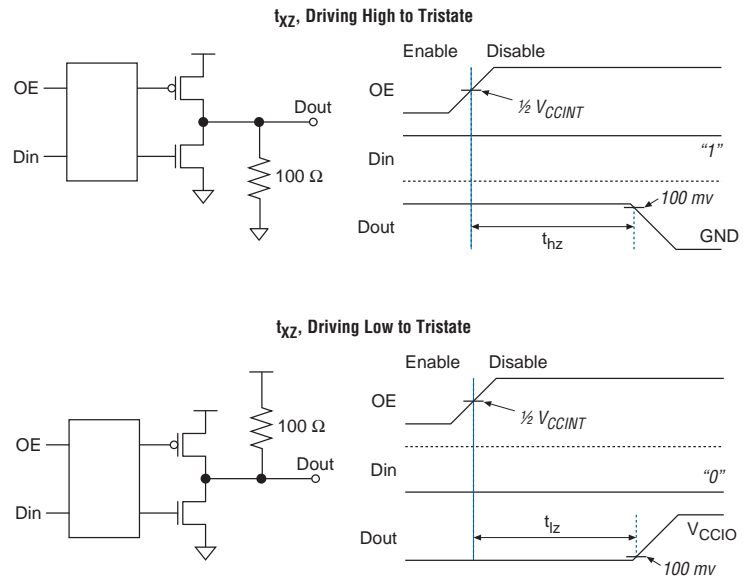 tXZ, Driving High to Tristate
Enable Disable
OE
Din
Dout
100 Ω
OE
½ VCCINT
Din
"1"
Dout
100 mv
thz
GND
tXZ, Driving Low to Tristate
Enable Disable
OE
Din
100 Ω
Dout
OE
½ VCCINT
Din
"0"
Dout
tlz
VCCIO
100 mv